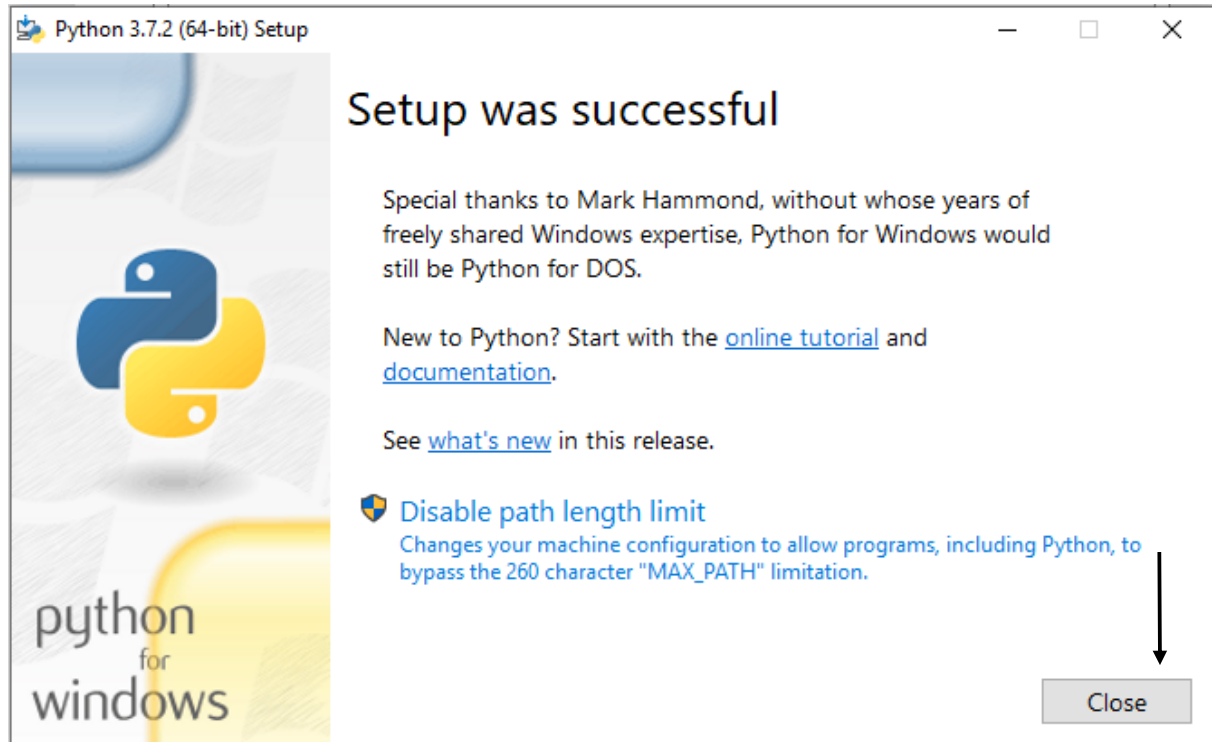 Python 3.7.2 (64-bit) Setup
Setup was successful
Special thanks to Mark Hammond, without whose years of
freely shared Windows expertise, Python for Windows would
still be Python for DOS.
New to Python? Start with the online tutorial and
documentation.
See what's new in this release.
Disable path length limit
Changes your machine configuration to allow programs, including Python, to
bypass the 260 character "MAX_PATH" limitation.
python
for
windows
Close